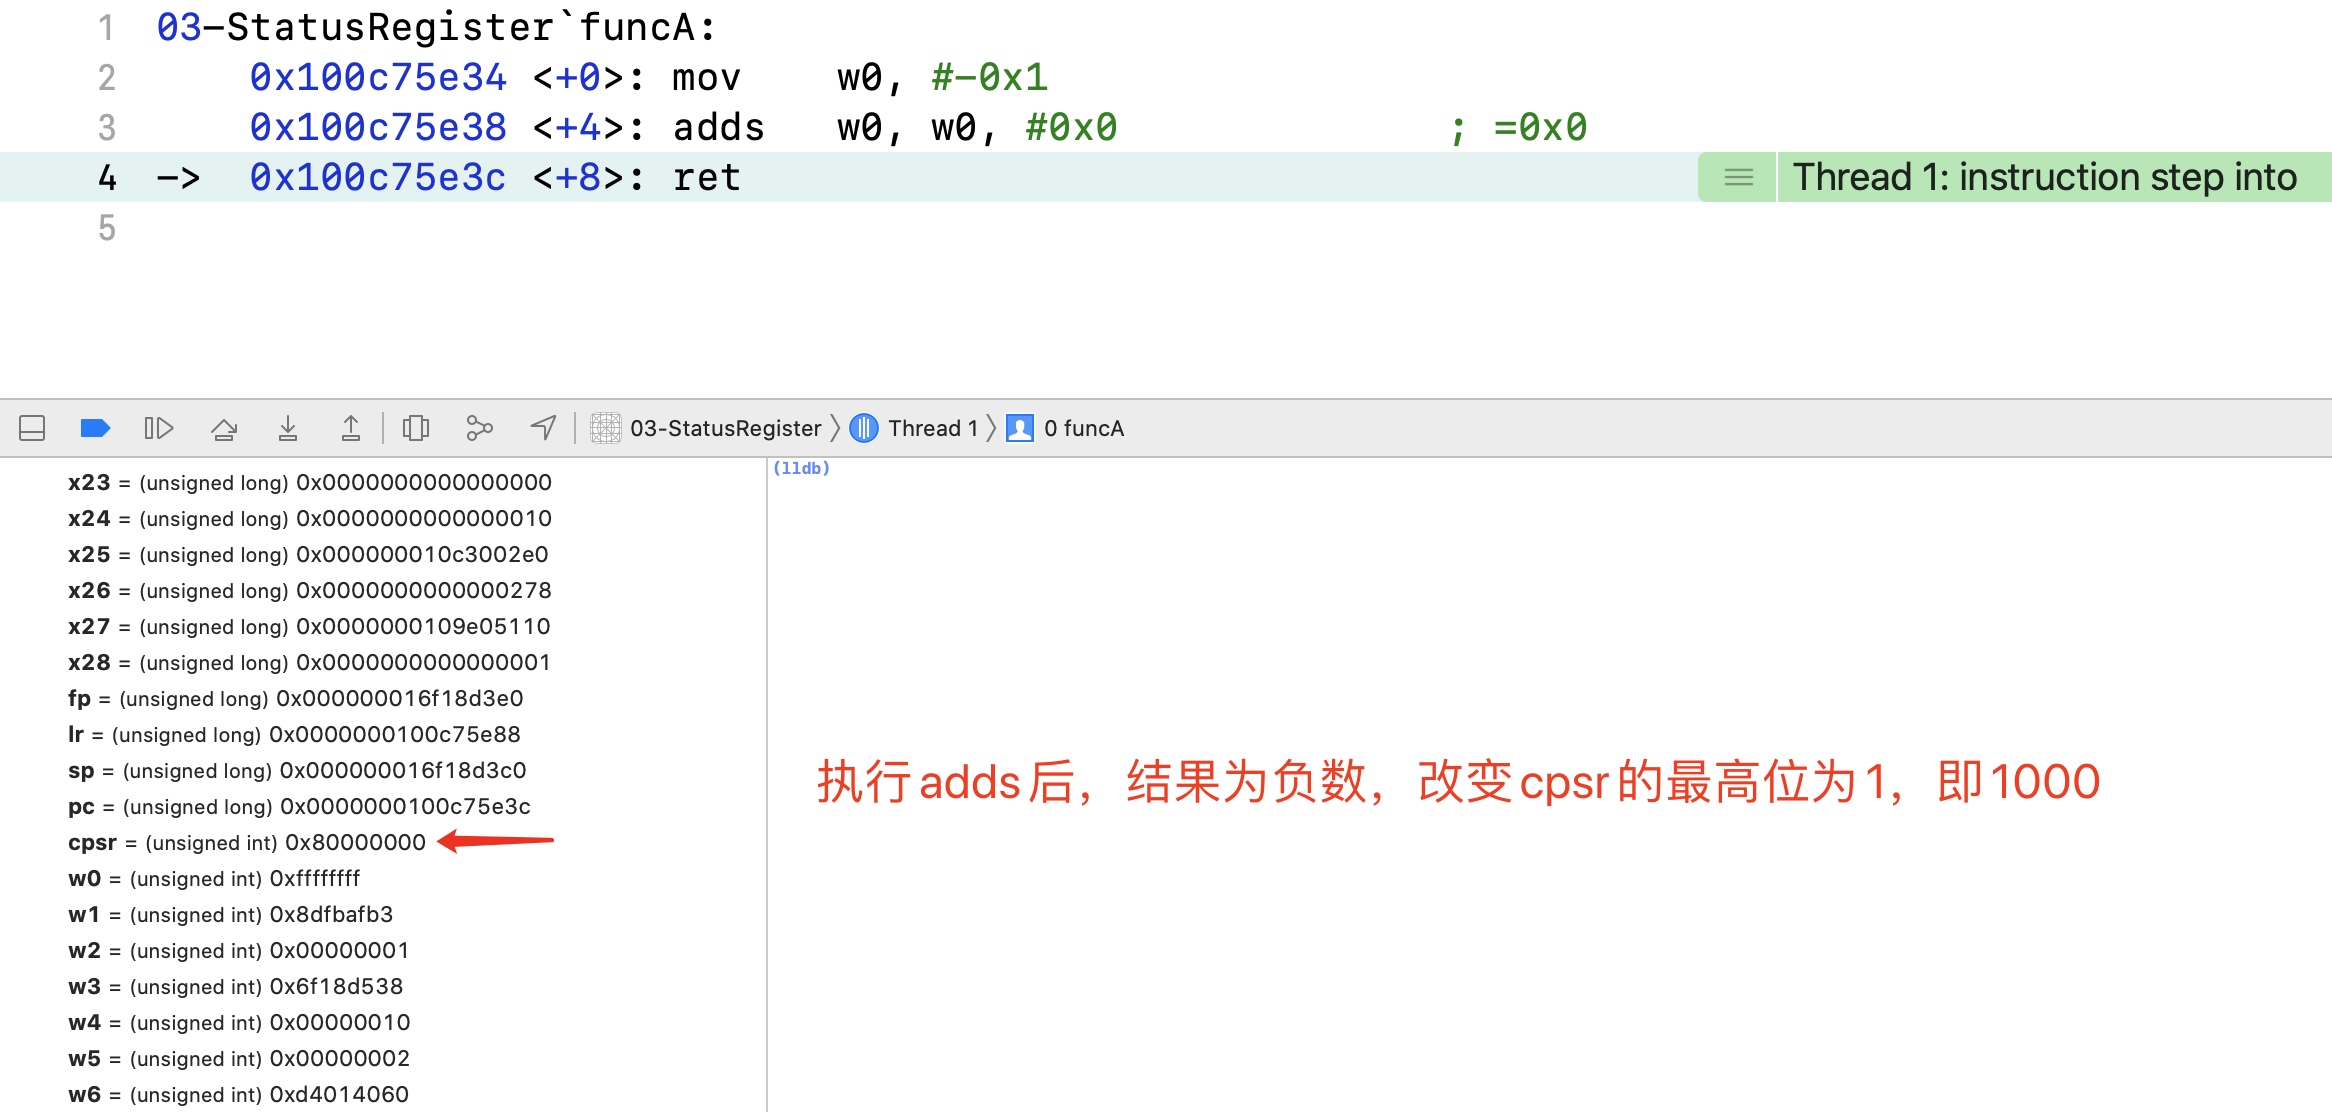 1 03-StatusRegister`funcA:
2 0x100c75e34 <+0>: mov w0, #-0x1
3 0x100c75e38 <+4>: adds w0, w0, #0x0 ; =0x0
4 -> 0x100c75e3c <+8>: ret Thread 1: instruction step into
5
03-StatusRegister Thread 1 0 funcA
x23 = (unsigned long) 0x0000000000000000
x24 = (unsigned long) 0x0000000000000010
x25 = (unsigned long) 0x000000010c3002e0
x26 = (unsigned long) 0x0000000000000278
x27 = (unsigned long) 0x0000000109e05110
x28 = (unsigned long) 0x0000000000000001
fp = (unsigned long) 0x000000016f18d3e0
lr = (unsigned long) 0x0000000100c75e88
sp = (unsigned long) 0x000000016f18d3c0
pc = (unsigned long) 0x0000000100c75e3c
cpsr = (unsigned int) 0x80000000
w0 = (unsigned int) 0xffffffff
w1 = (unsigned int) 0x8dfbafb3
w2 = (unsigned int) 0x00000001
w3 = (unsigned int) 0x6f18d538
w4 = (unsigned int) 0x00000010
w5 = (unsigned int) 0x00000002
w6 = (unsigned int) 0xd4014060
(lldb)
执行adds后，结果为负数，改变cpsr的最高位为1，即1000